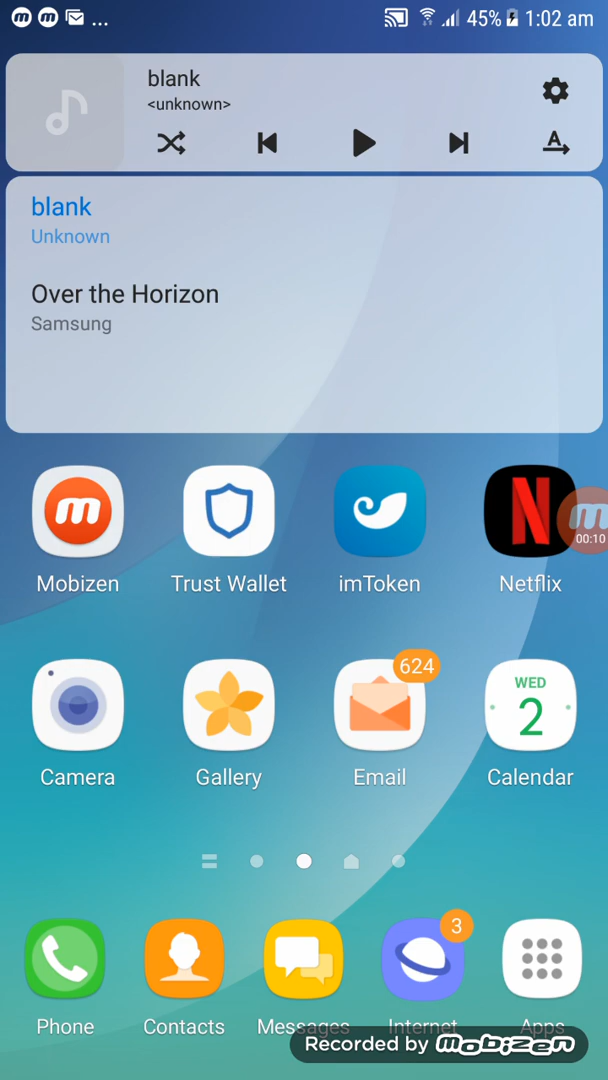 ... 45% 1:02 am
blank
<unknown>
A
blank
Unknown
Over the Horizon
Samsung
m N m
00:10
Mobizen Trust Wallet imToken Netflix
624
WED
2
Camera Gallery Email Calendar
3
Phone Contacts Messages Internet Apps
Recorded by mobizen